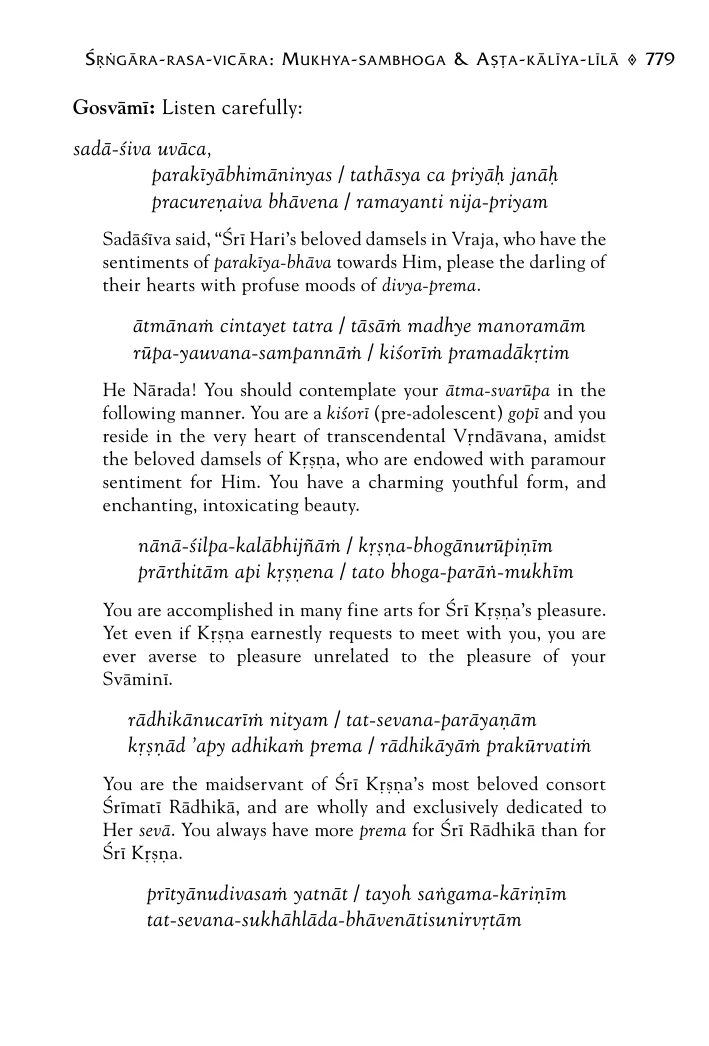 Śṛṅgāra-rasa-vicāra: Mukhya-sambhoga & Aṣṭa-kālīya-līlā ◊ 779
Gosvāmī: Listen carefully:
sadā-śiva uvāca,
parakīyābhimāninyas / tathāsya ca priyāḥ janāḥ
pracureṇaiva bhāvena / ramayanti nija-priyam
Sadāśīva said, “Śrī Hari’s beloved damsels in Vraja, who have the
sentiments of parakīya-bhāva towards Him, please the darling of
their hearts with profuse moods of divya-prema.
ātmānaṁ cintayet tatra / tāsāṁ madhye manoramām
rūpa-yauvana-sampannāṁ / kiśorīṁ pramadākṛtim
He Nārada! You should contemplate your ātma-svarūpa in the
following manner. You are a kiśorī (pre-adolescent) gopī and you
reside in the very heart of transcendental Vṛndāvana, amidst
the beloved damsels of Kṛṣṇa, who are endowed with paramour
sentiment for Him. You have a charming youthful form, and
enchanting, intoxicating beauty.
nānā-śilpa-kalābhijñāṁ / kṛṣṇa-bhogānurūpiṇīm
prārthitām api kṛṣṇena / tato bhoga-parāṅ-mukhīm
You are accomplished in many fine arts for Śrī Kṛṣṇa’s pleasure.
Yet even if Kṛṣṇa earnestly requests to meet with you, you are
ever averse to pleasure unrelated to the pleasure of your
Svāminī.
rādhikānucarīṁ nityam / tat-sevana-parāyaṇām
kṛṣṇād ’apy adhikaṁ prema / rādhikāyāṁ prakūrvatiṁ
You are the maidservant of Śrī Kṛṣṇa’s most beloved consort
Śrīmatī Rādhikā, and are wholly and exclusively dedicated to
Her sevā. You always have more prema for Śrī Rādhikā than for
Śrī Kṛṣṇa.
prītyānudivasaṁ yatnāt / tayoh saṅgama-kāriṇīm
tat-sevana-sukhāhlāda-bhāvenātisunirvṛtām